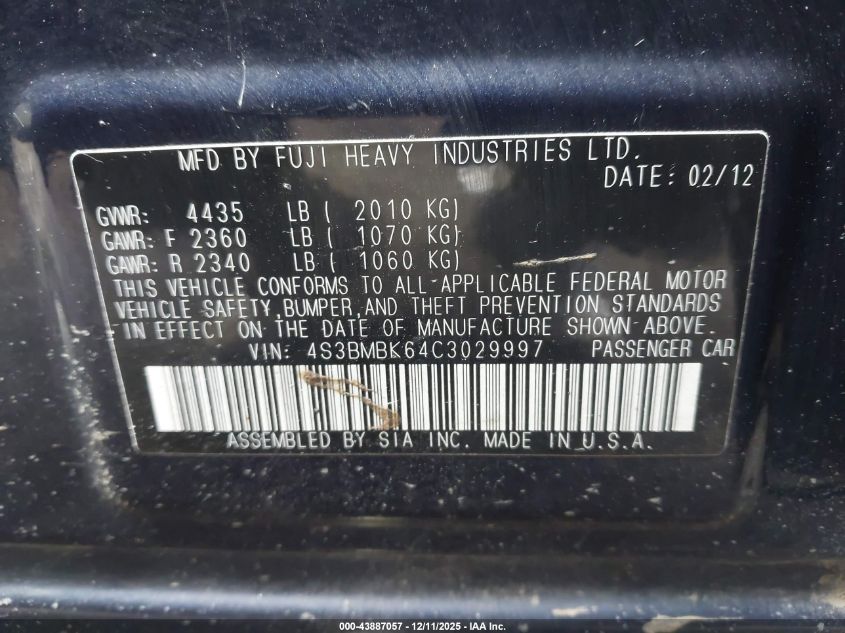 MFD BY FUJI HEAVY INDUSTRIES LTD.
DATE: 02/12
GVWR: 4435 LB ( 2010 KG)
GAWR: F 2360 LB ( 1070 KG)
GAWR: R 2340 LB ( 1060 KG)
THIS VEHICLE CONFORMS TO ALL APPLICABLE FEDERAL MOTOR
VEHICLE SAFETY,BUMPER,AND THEFT PREVENTION STANDARDS
IN EFFECT ON THE DATE OF MANUFACTURE SHOWN ABOVE.
VIN: 4S3BMBK64C3029997 PASSENGER CAR
ASSEMBLED BY SIA INC. MADE IN U.S.A.
000-43887057 - 12/11/2025 - IAA Inc.